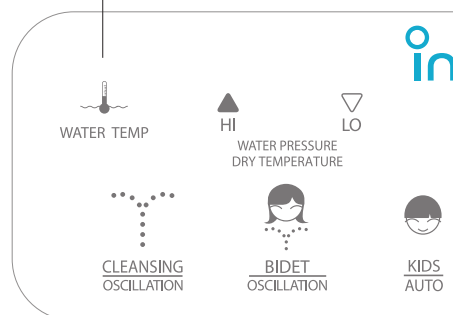 in
WATER TEMP
HI
LO
WATER PRESSURE
DRY TEMPERATURE
CLEANSING
OSCILLATION
BIDET
OSCILLATION
KIDS
AUTO